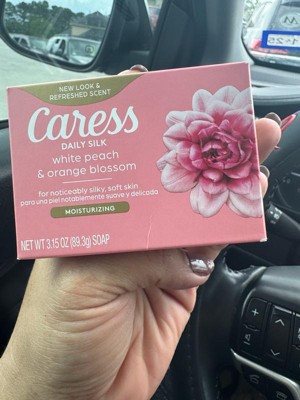 NEW LOOK &
REFRESHED SCENT
Caress
DAILY SILK
white peach
& orange blossom
for noticeably silky, soft skin
para una piel notablemente suave y delicada
MOISTURIZING
NET WT 3.15 OZ (89.3g) SOAP